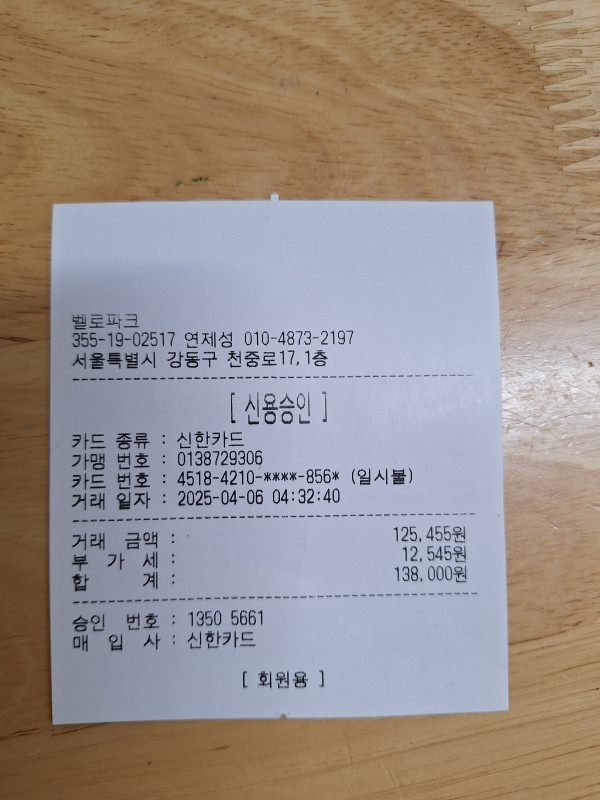 벨로파크
355-19-02517 연제성 010-4873-2197
서울특별시 강동구 천중로17,1층
[ 신용승인 ]
카드 종류 : 신한카드
가맹 번호 : 0138729306
카드 번호 : 4518-4210-****-856* (일시불)
거래 일자 : 2025-04-06 04:32:40
거래 금액 : 125,455원
부 가 세 : 12,545원
합 계 : 138,000원
승인 번호 : 1350 5661
매 입 사 : 신한카드
[ 회원용 ]